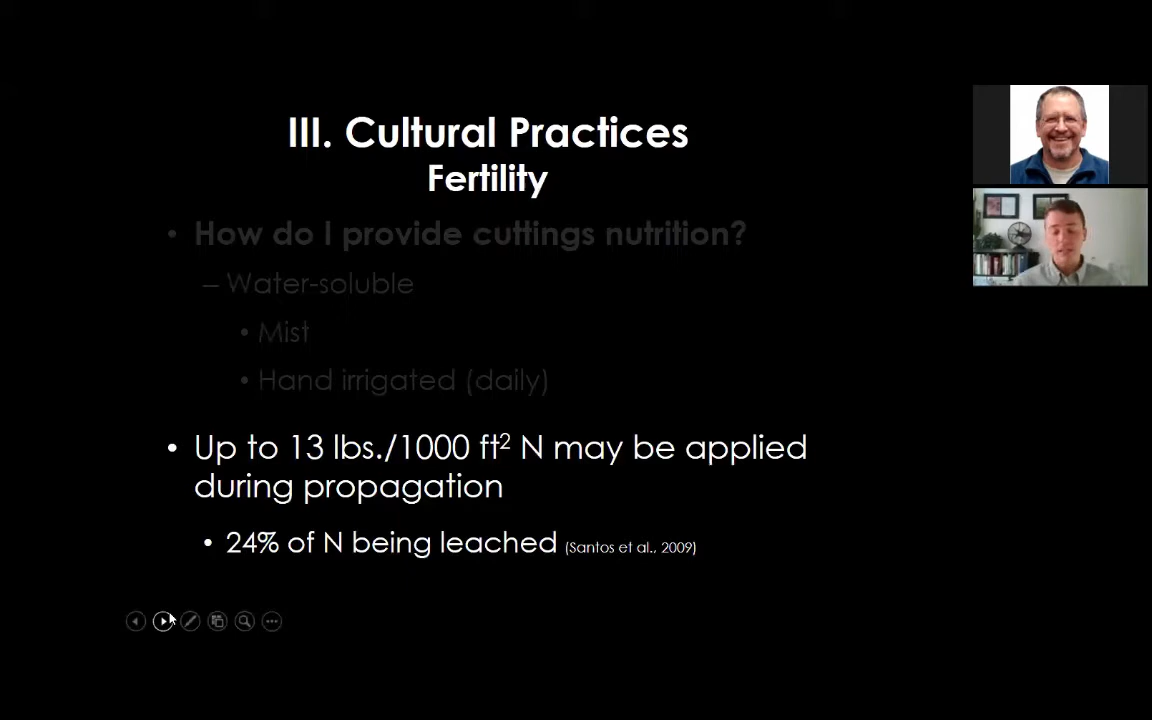 III. Cultural Practices
Fertility
• How do I provide cuttings nutrition?
– Water-soluble
• Mist
• Hand irrigated (daily)
• Up to 13 lbs./1000 ft² N may be applied
during propagation
• 24% of N being leached (Santos et al., 2009)